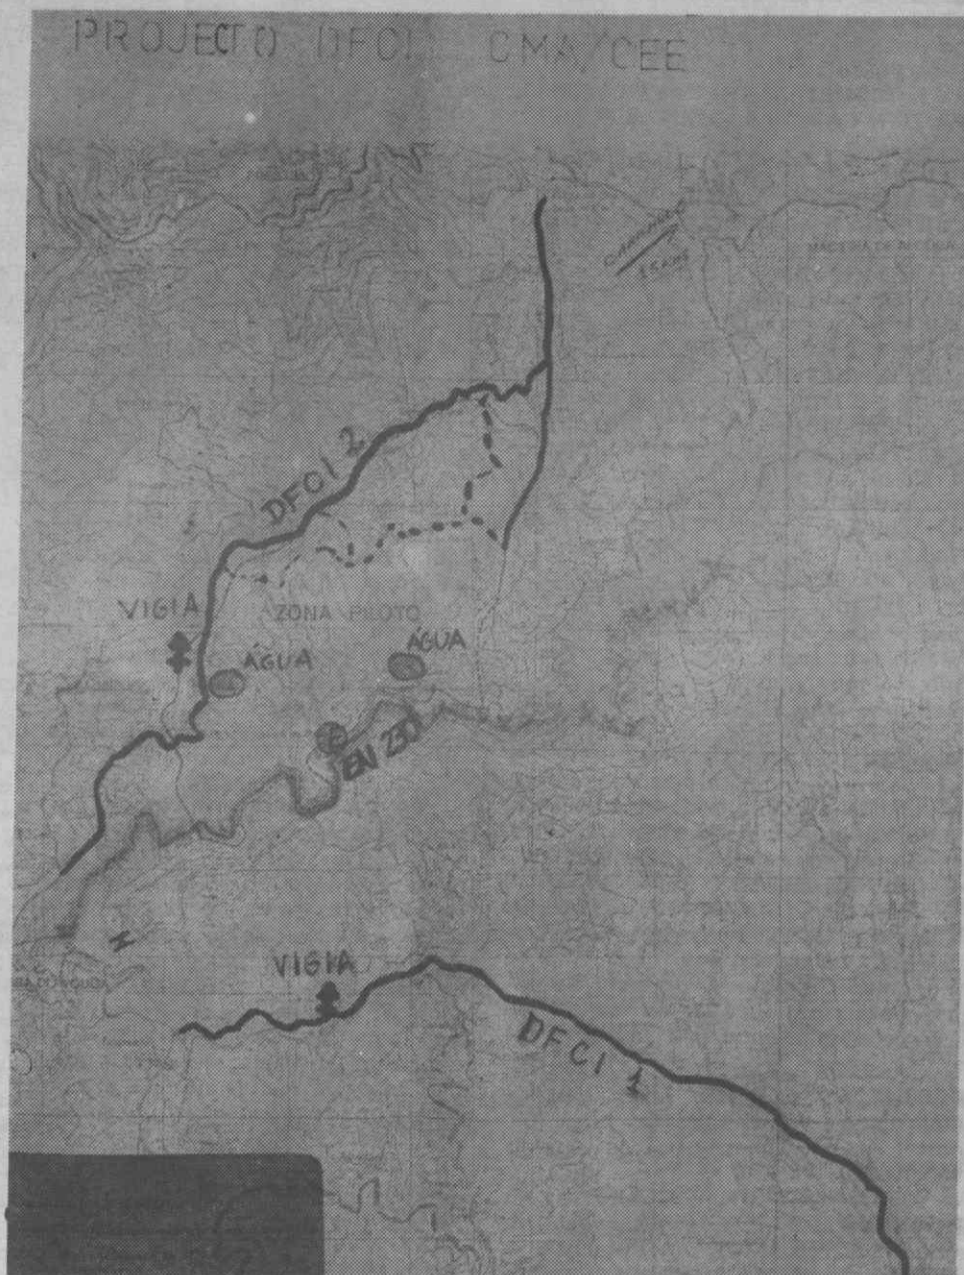 PROJECTO DFCI CMA/CEE
DFCI 2
VIGIA
ZONA PILOTO
ÁGUA
ÁGUA
EN 230
VIGIA
DFCI 1